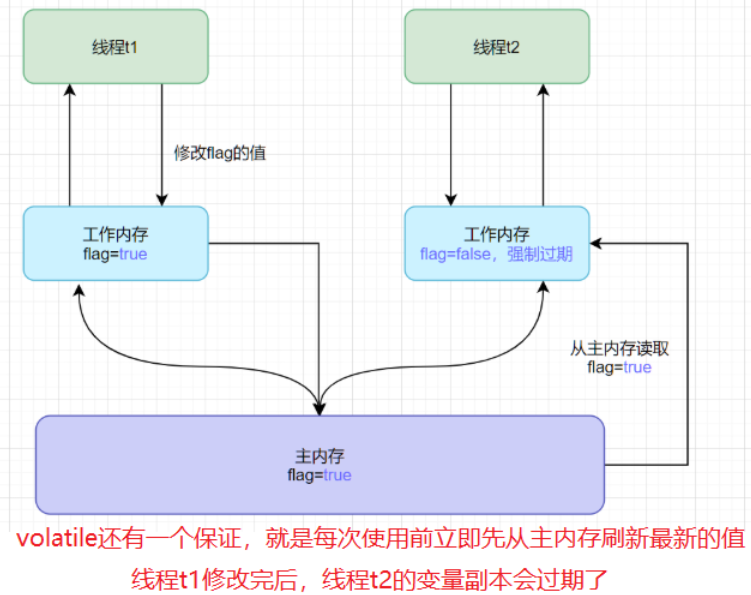 线程t1
线程t2
修改flag的值
工作内存
flag=true
工作内存
flag=false，强制过期
从主内存读取
flag=true
主内存
flag=true
volatile还有一个保证，就是每次使用前立即先从主内存刷新最新的值
线程t1修改完后，线程t2的变量副本会过期了